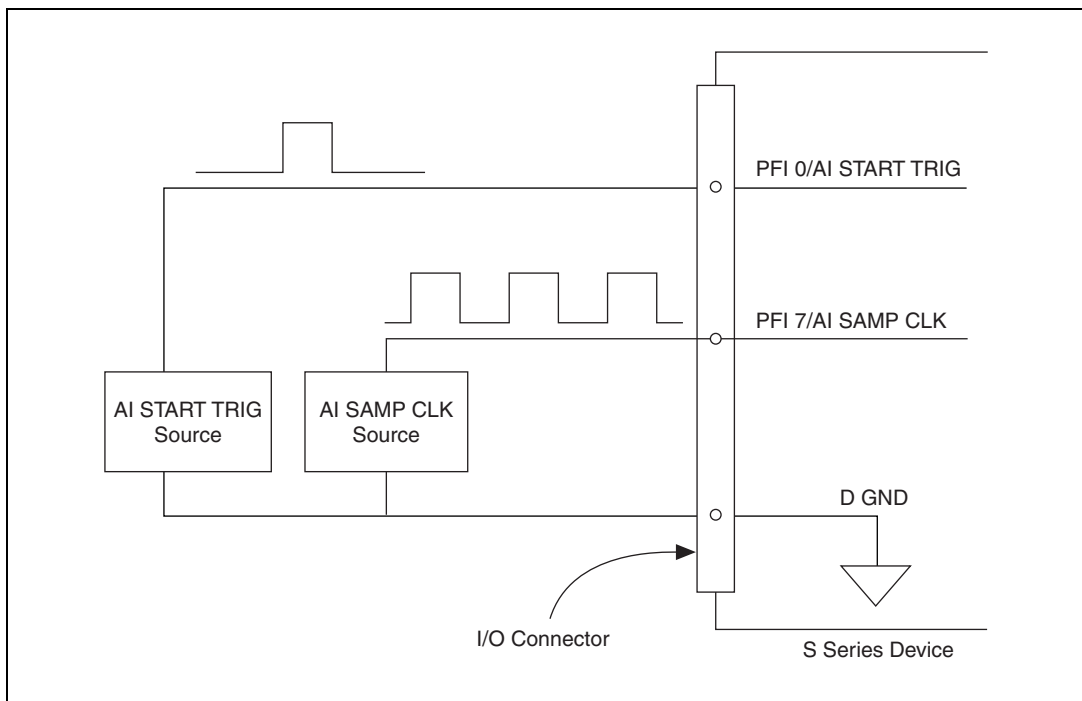 PFI 0/AI START TRIG
PFI 7/AI SAMP CLK
AI START TRIG
Source
AI SAMP CLK
Source
D GND
I/O Connector
S Series Device